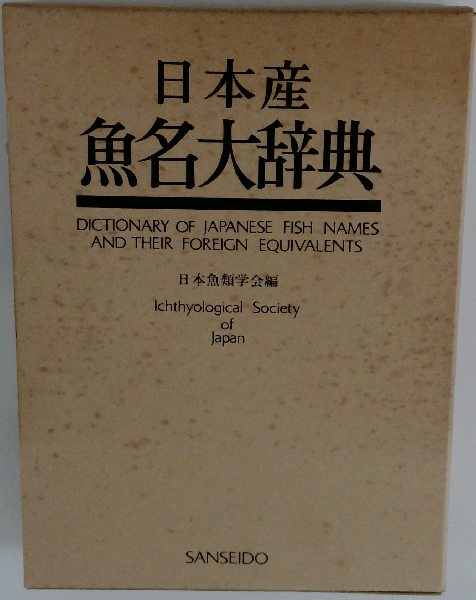 日本産
魚名大辞典
DICTIONARY OF JAPANESE FISH NAMES
AND THEIR FOREIGN EQUIVALENTS
日本魚類学会編
Ichthyological Society
of
Japan
SANSEIDO